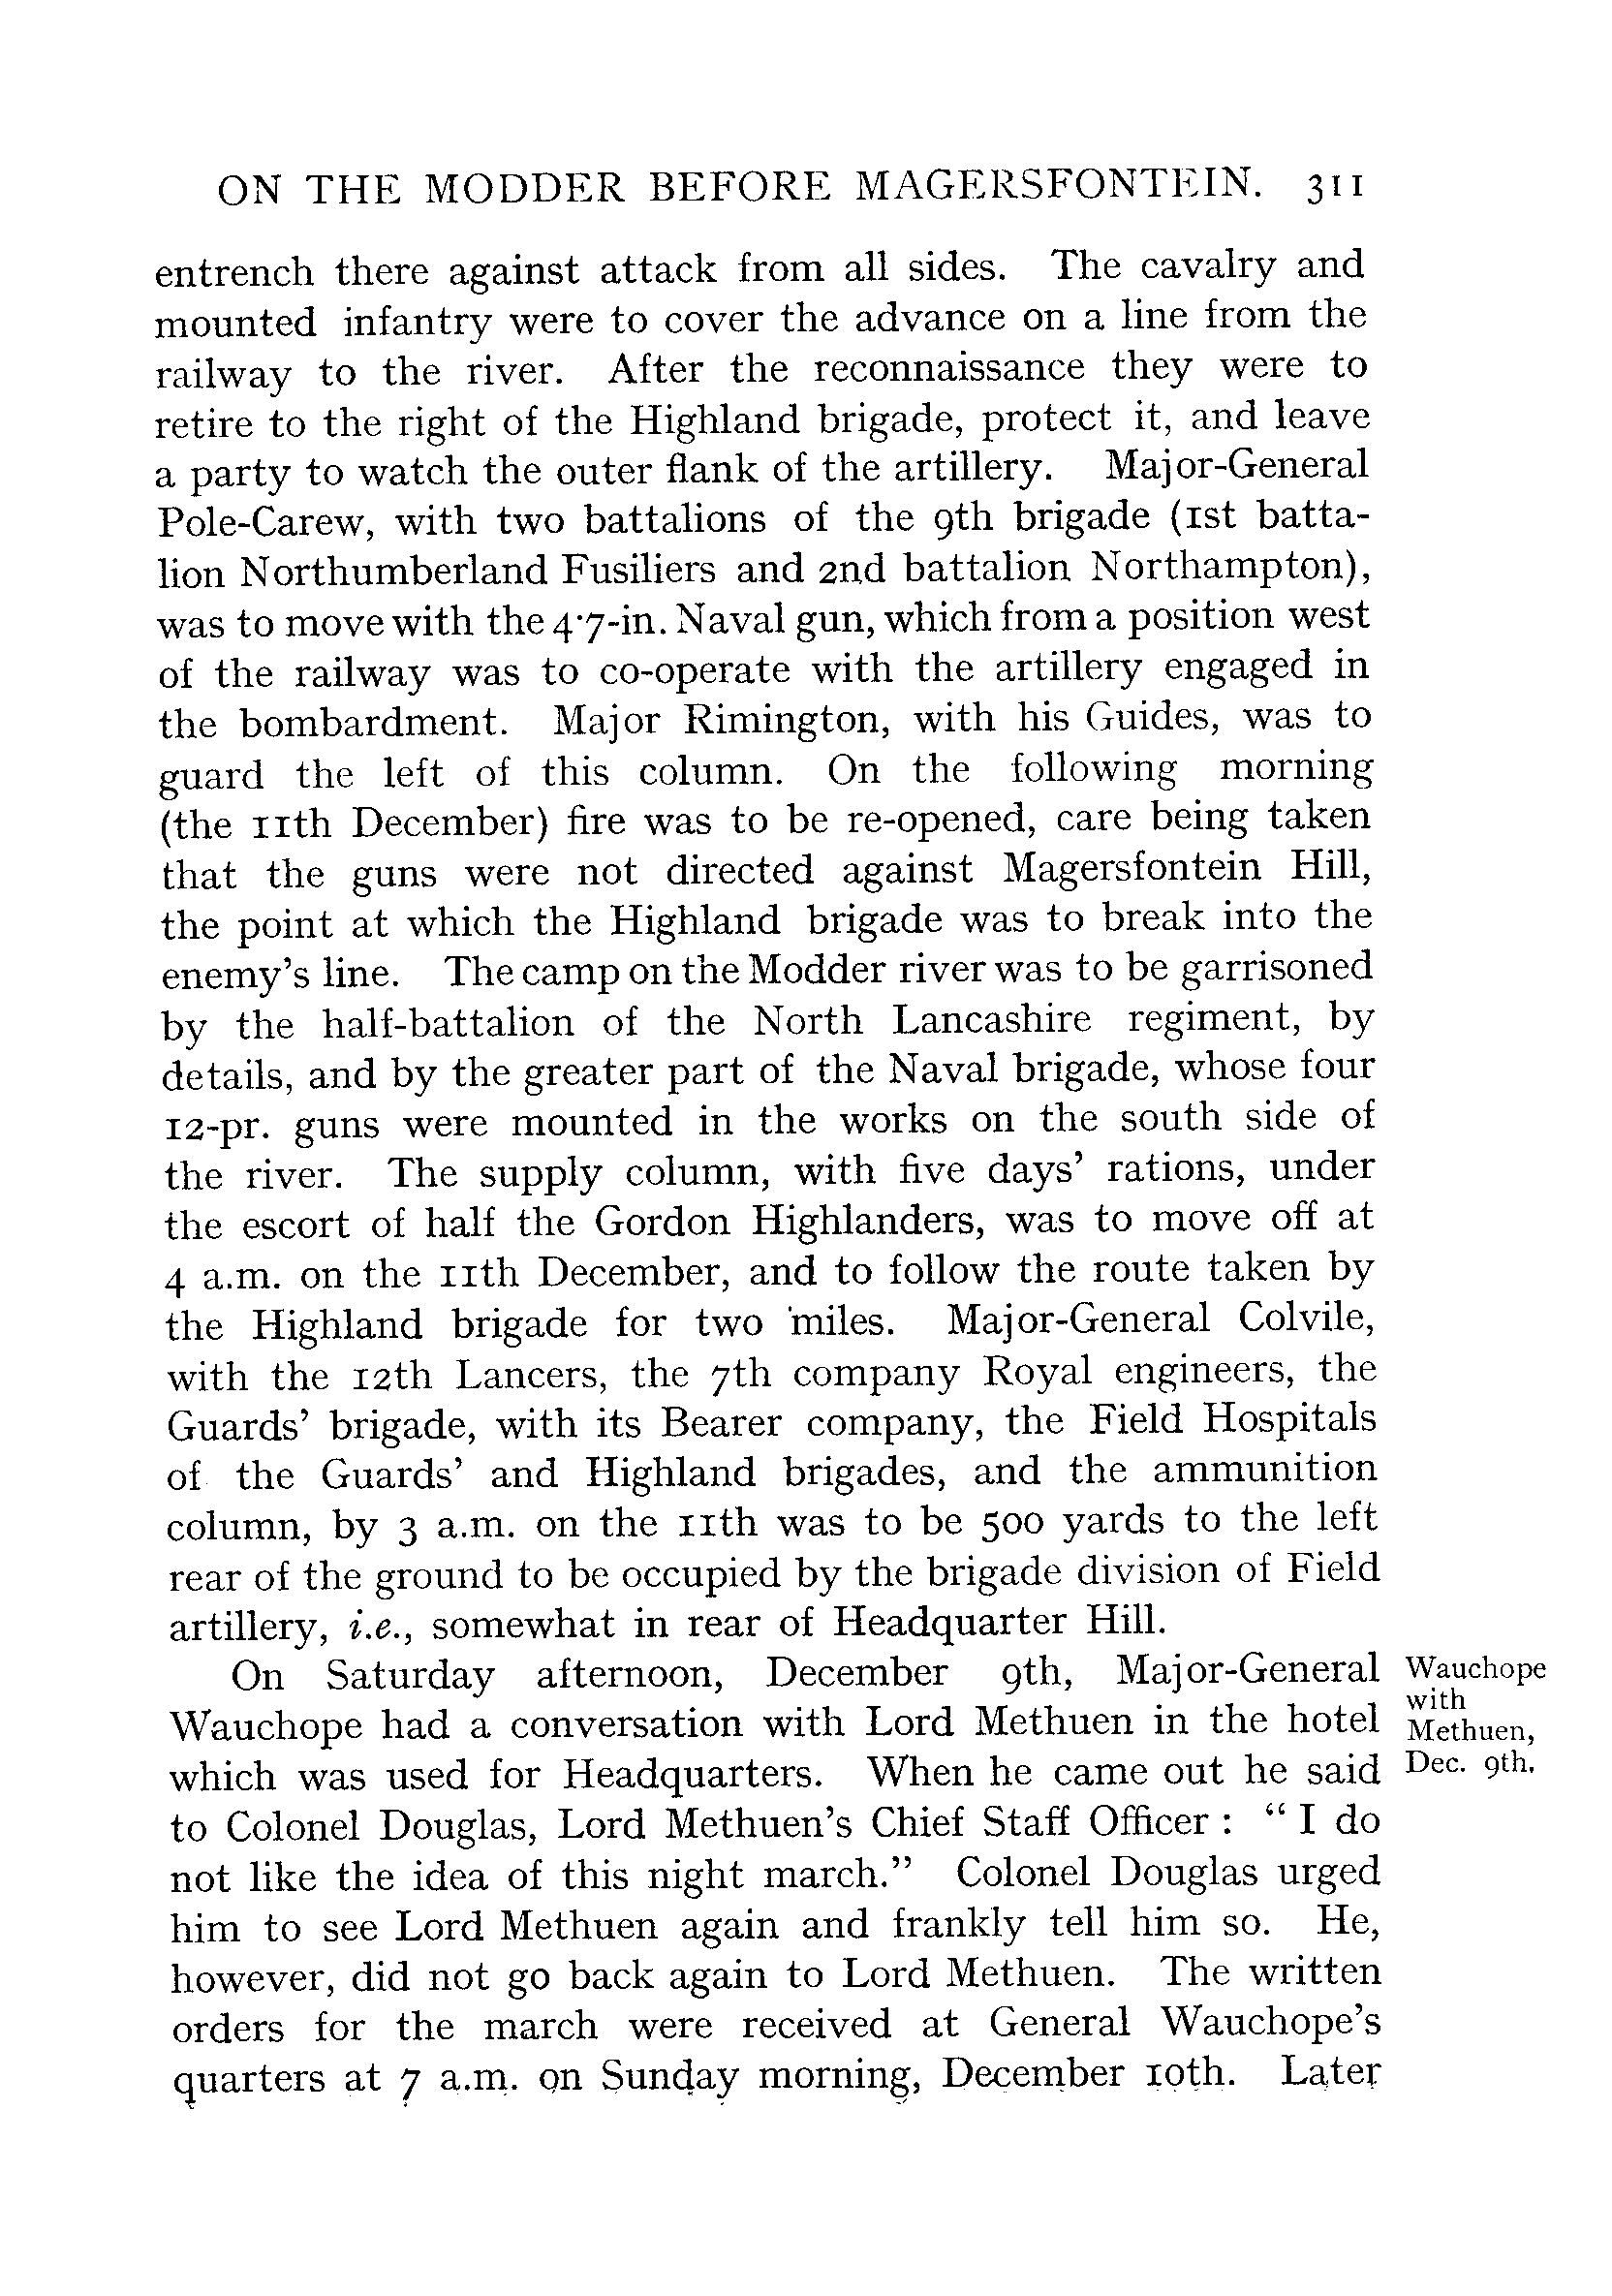 ON THE MODDER BEFORE MAGERSFONTEIN. 311
entrench there against attack from all sides. The cavalry and
mounted infantry were to cover the advance on a line from the
railway to the river. After the reconnaissance they were to
retire to the right of the Highland brigade, protect it, and leave
a party to watch the outer flank of the artillery. Major-General
Pole-Carew, with two battalions of the 9th brigade (1st batta-
lion Northumberland Fusiliers and 2nd battalion Northampton),
was to move with the 4·7-in. Naval gun, which from a position west
of the railway was to co-operate with the artillery engaged in
the bombardment. Major Rimington, with his Guides, was to
guard the left of this column. On the following morning
(the 11th December) fire was to be re-opened, care being taken
that the guns were not directed against Magersfontein Hill,
the point at which the Highland brigade was to break into the
enemy's line. The camp on the Modder river was to be garrisoned
by the half-battalion of the North Lancashire regiment, by
details, and by the greater part of the Naval brigade, whose four
12-pr. guns were mounted in the works on the south side of
the river. The supply column, with five days' rations, under
the escort of half the Gordon Highlanders, was to move off at
4 a.m. on the 11th December, and to follow the route taken by
the Highland brigade for two miles. Major-General Colvile,
with the 12th Lancers, the 7th company Royal engineers, the
Guards' brigade, with its Bearer company, the Field Hospitals
of the Guards' and Highland brigades, and the ammunition
column, by 3 a.m. on the 11th was to be 500 yards to the left
rear of the ground to be occupied by the brigade division of Field
artillery, i.e., somewhat in rear of Headquarter Hill.
On Saturday afternoon, December 9th, Major-General
Wauchope had a conversation with Lord Methuen in the hotel
which was used for Headquarters. When he came out he said
to Colonel Douglas, Lord Methuen's Chief Staff Officer : "I do
not like the idea of this night march." Colonel Douglas urged
him to see Lord Methuen again and frankly tell him so. He,
however, did not go back again to Lord Methuen. The written
orders for the march were received at General Wauchope's
quarters at 7 a.m. on Sunday morning, December 10th. Later
Wauchope
with
Methuen,
Dec. 9th.